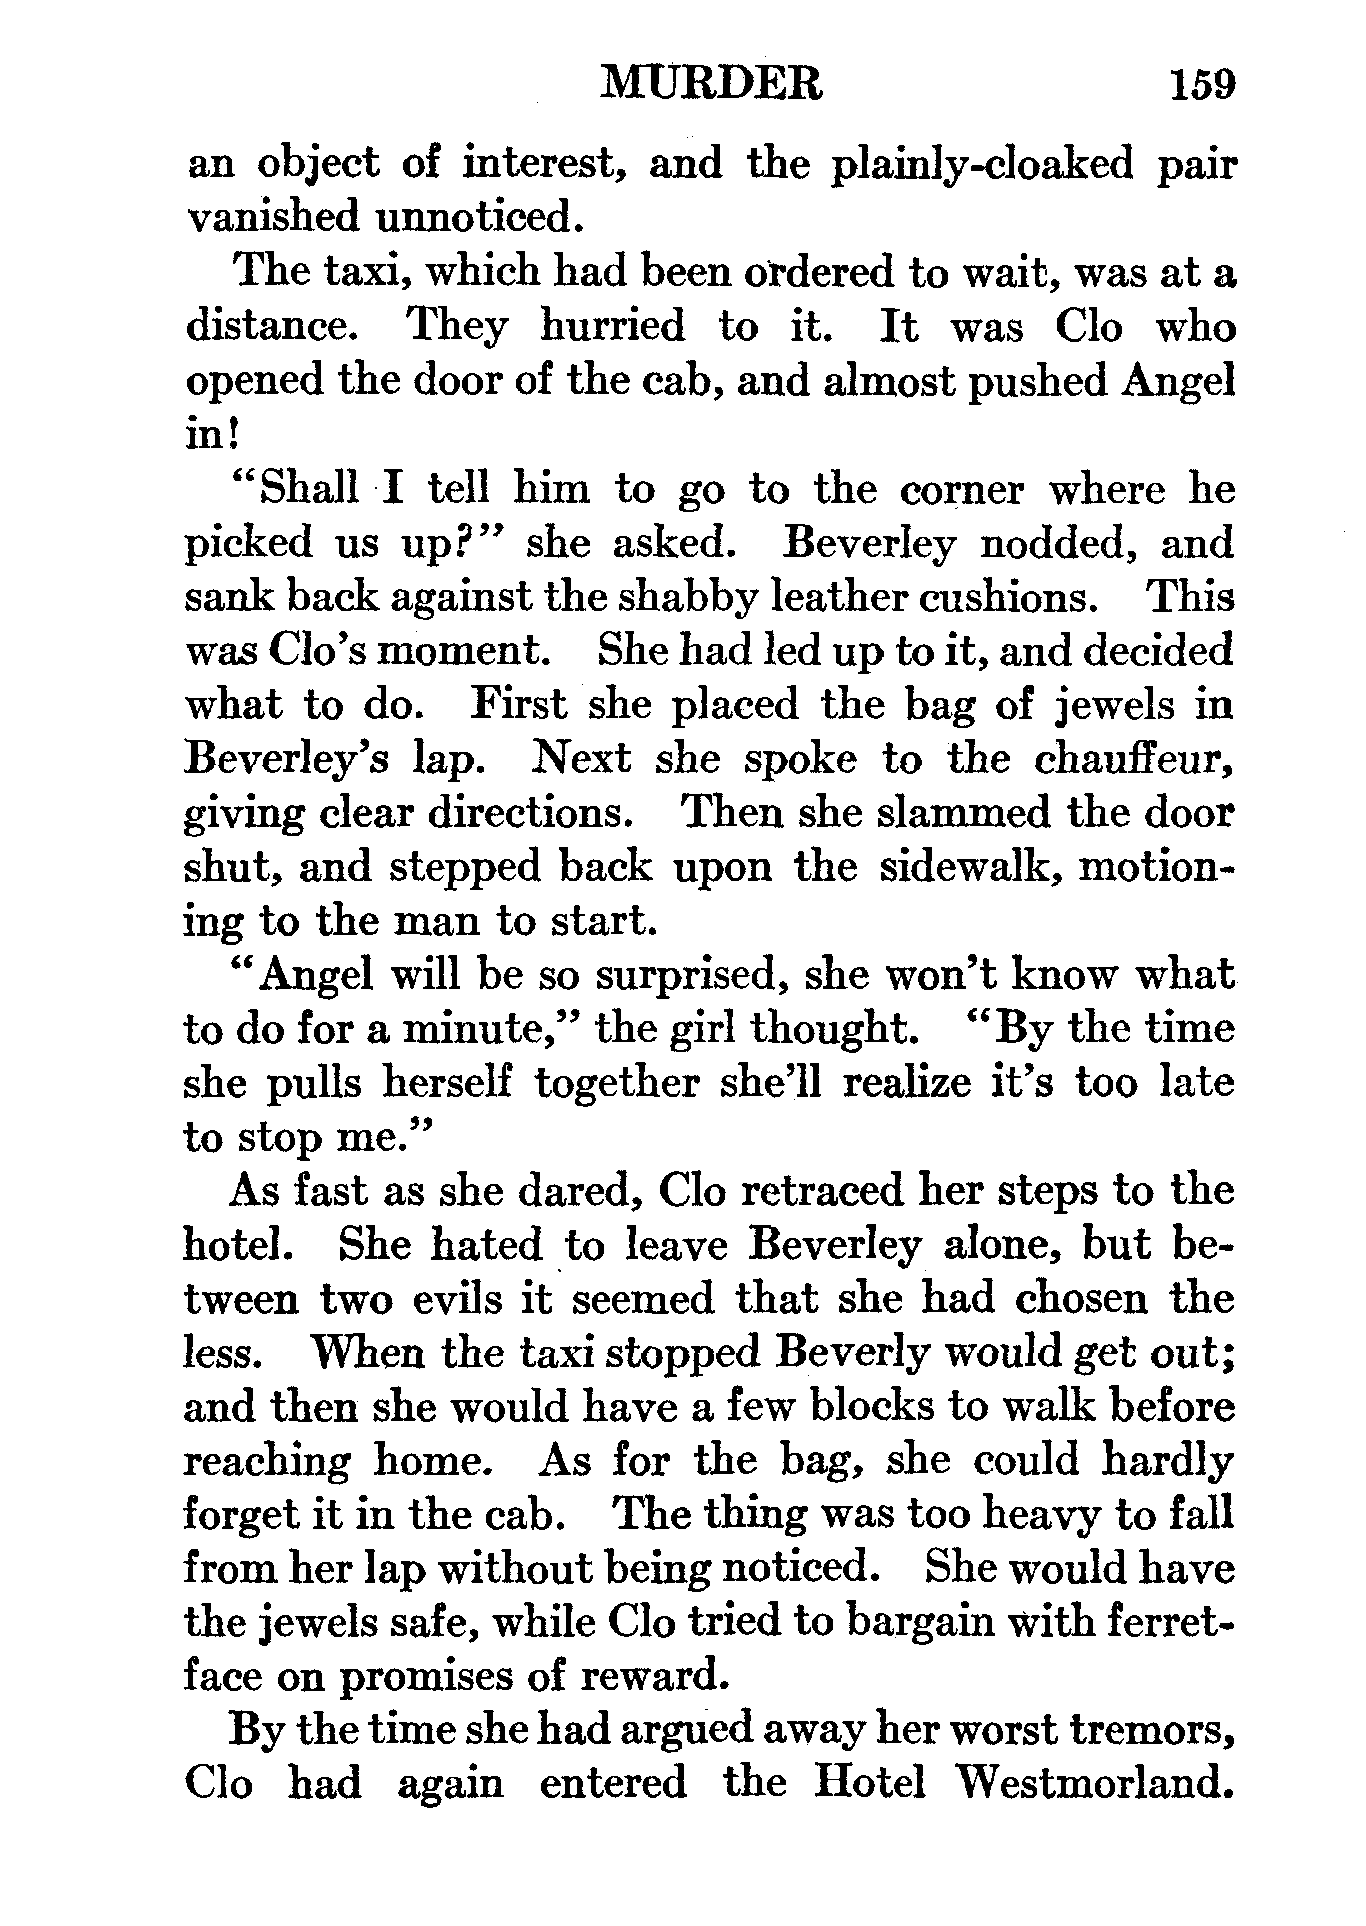 MURDER 159
an object of interest, and the plainly-cloaked pair
vanished unnoticed.
The taxi, which had been ordered to wait, was at a
distance. They hurried to it. It was Clo who
opened the door of the cab, and almost pushed Angel
in!
“Shall I tell him to go to the corner where he
picked us up?” she asked. Beverley nodded, and
sank back against the shabby leather cushions. This
was Clo’s moment. She had led up to it, and decided
what to do. First she placed the bag of jewels in
Beverley’s lap. Next she spoke to the chauffeur,
giving clear directions. Then she slammed the door
shut, and stepped back upon the sidewalk, motion-
ing to the man to start.
“Angel will be so surprised, she won’t know what
to do for a minute,” the girl thought. “By the time
she pulls herself together she’ll realize it’s too late
to stop me.”
As fast as she dared, Clo retraced her steps to the
hotel. She hated to leave Beverley alone, but be-
tween two evils it seemed that she had chosen the
less. When the taxi stopped Beverly would get out;
and then she would have a few blocks to walk before
reaching home. As for the bag, she could hardly
forget it in the cab. The thing was too heavy to fall
from her lap without being noticed. She would have
the jewels safe, while Clo tried to bargain with ferret-
face on promises of reward.
By the time she had argued away her worst tremors,
Clo had again entered the Hotel Westmorland.